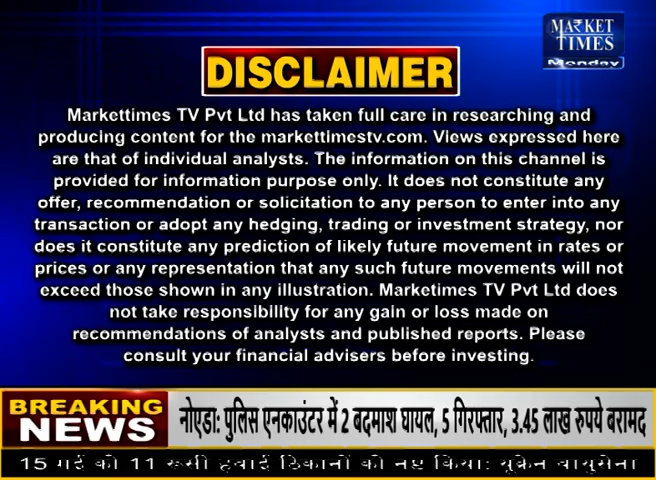 MARKET
TIMES
Monday
DISCLAIMER
Markettimes TV Pvt Ltd has taken full care in researching and
producing content for the markettimestv.com. Views expressed here
are that of individual analysts. The information on this channel is
provided for information purpose only. It does not constitute any
offer, recommendation or solicitation to any person to enter into any
transaction or adopt any hedging, trading or investment strategy, nor
does it constitute any prediction of likely future movement in rates or
prices or any representation that any such future movements will not
exceed those shown in any illustration. Marketimes TV Pvt Ltd does
not take responsibility for any gain or loss made on
recommendations of analysts and published reports. Please
consult your financial advisers before investing.
BREAKING
NEWS
नोएडा: पुलिस एनकाउंटर में 2 बदमाश घायल, 5 गिरफ्तार, 3.45 लाख रुपये बरामद
15 मई को 11 रूसी हवाई ठिकानों को नष्ट किया: यूक्रेन वायुसेना